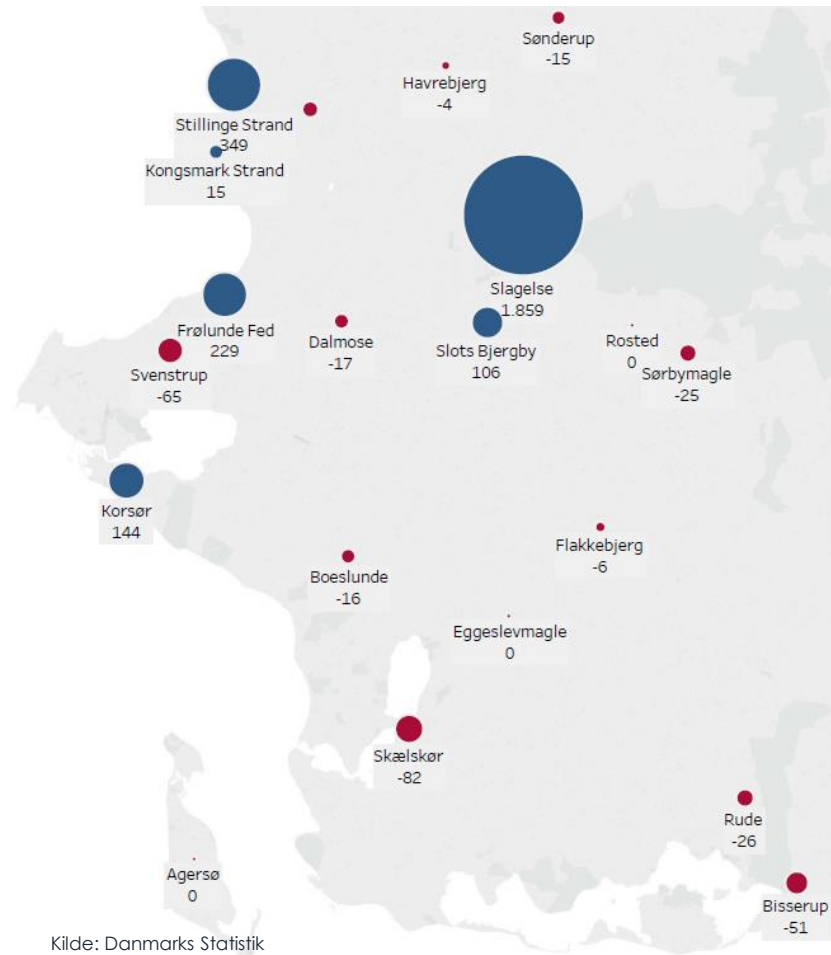 Sønderup
-15
Havrebjerg
-4
Stillinge Strand
349
Kongsmark Strand
15
Slagelse
1.859
Frølunde Fed
229
Dalmose
-17
Slots Bjergby
106
Rosted
0
Sørbymagle
-25
Svenstrup
-65
Korsør
144
Flakkebjerg
-6
Boeslunde
-16
Eggeslevmagle
0
Skælskør
-82
Rude
-26
Agersø
0
Bisserup
-51
Kilde: Danmarks Statistik